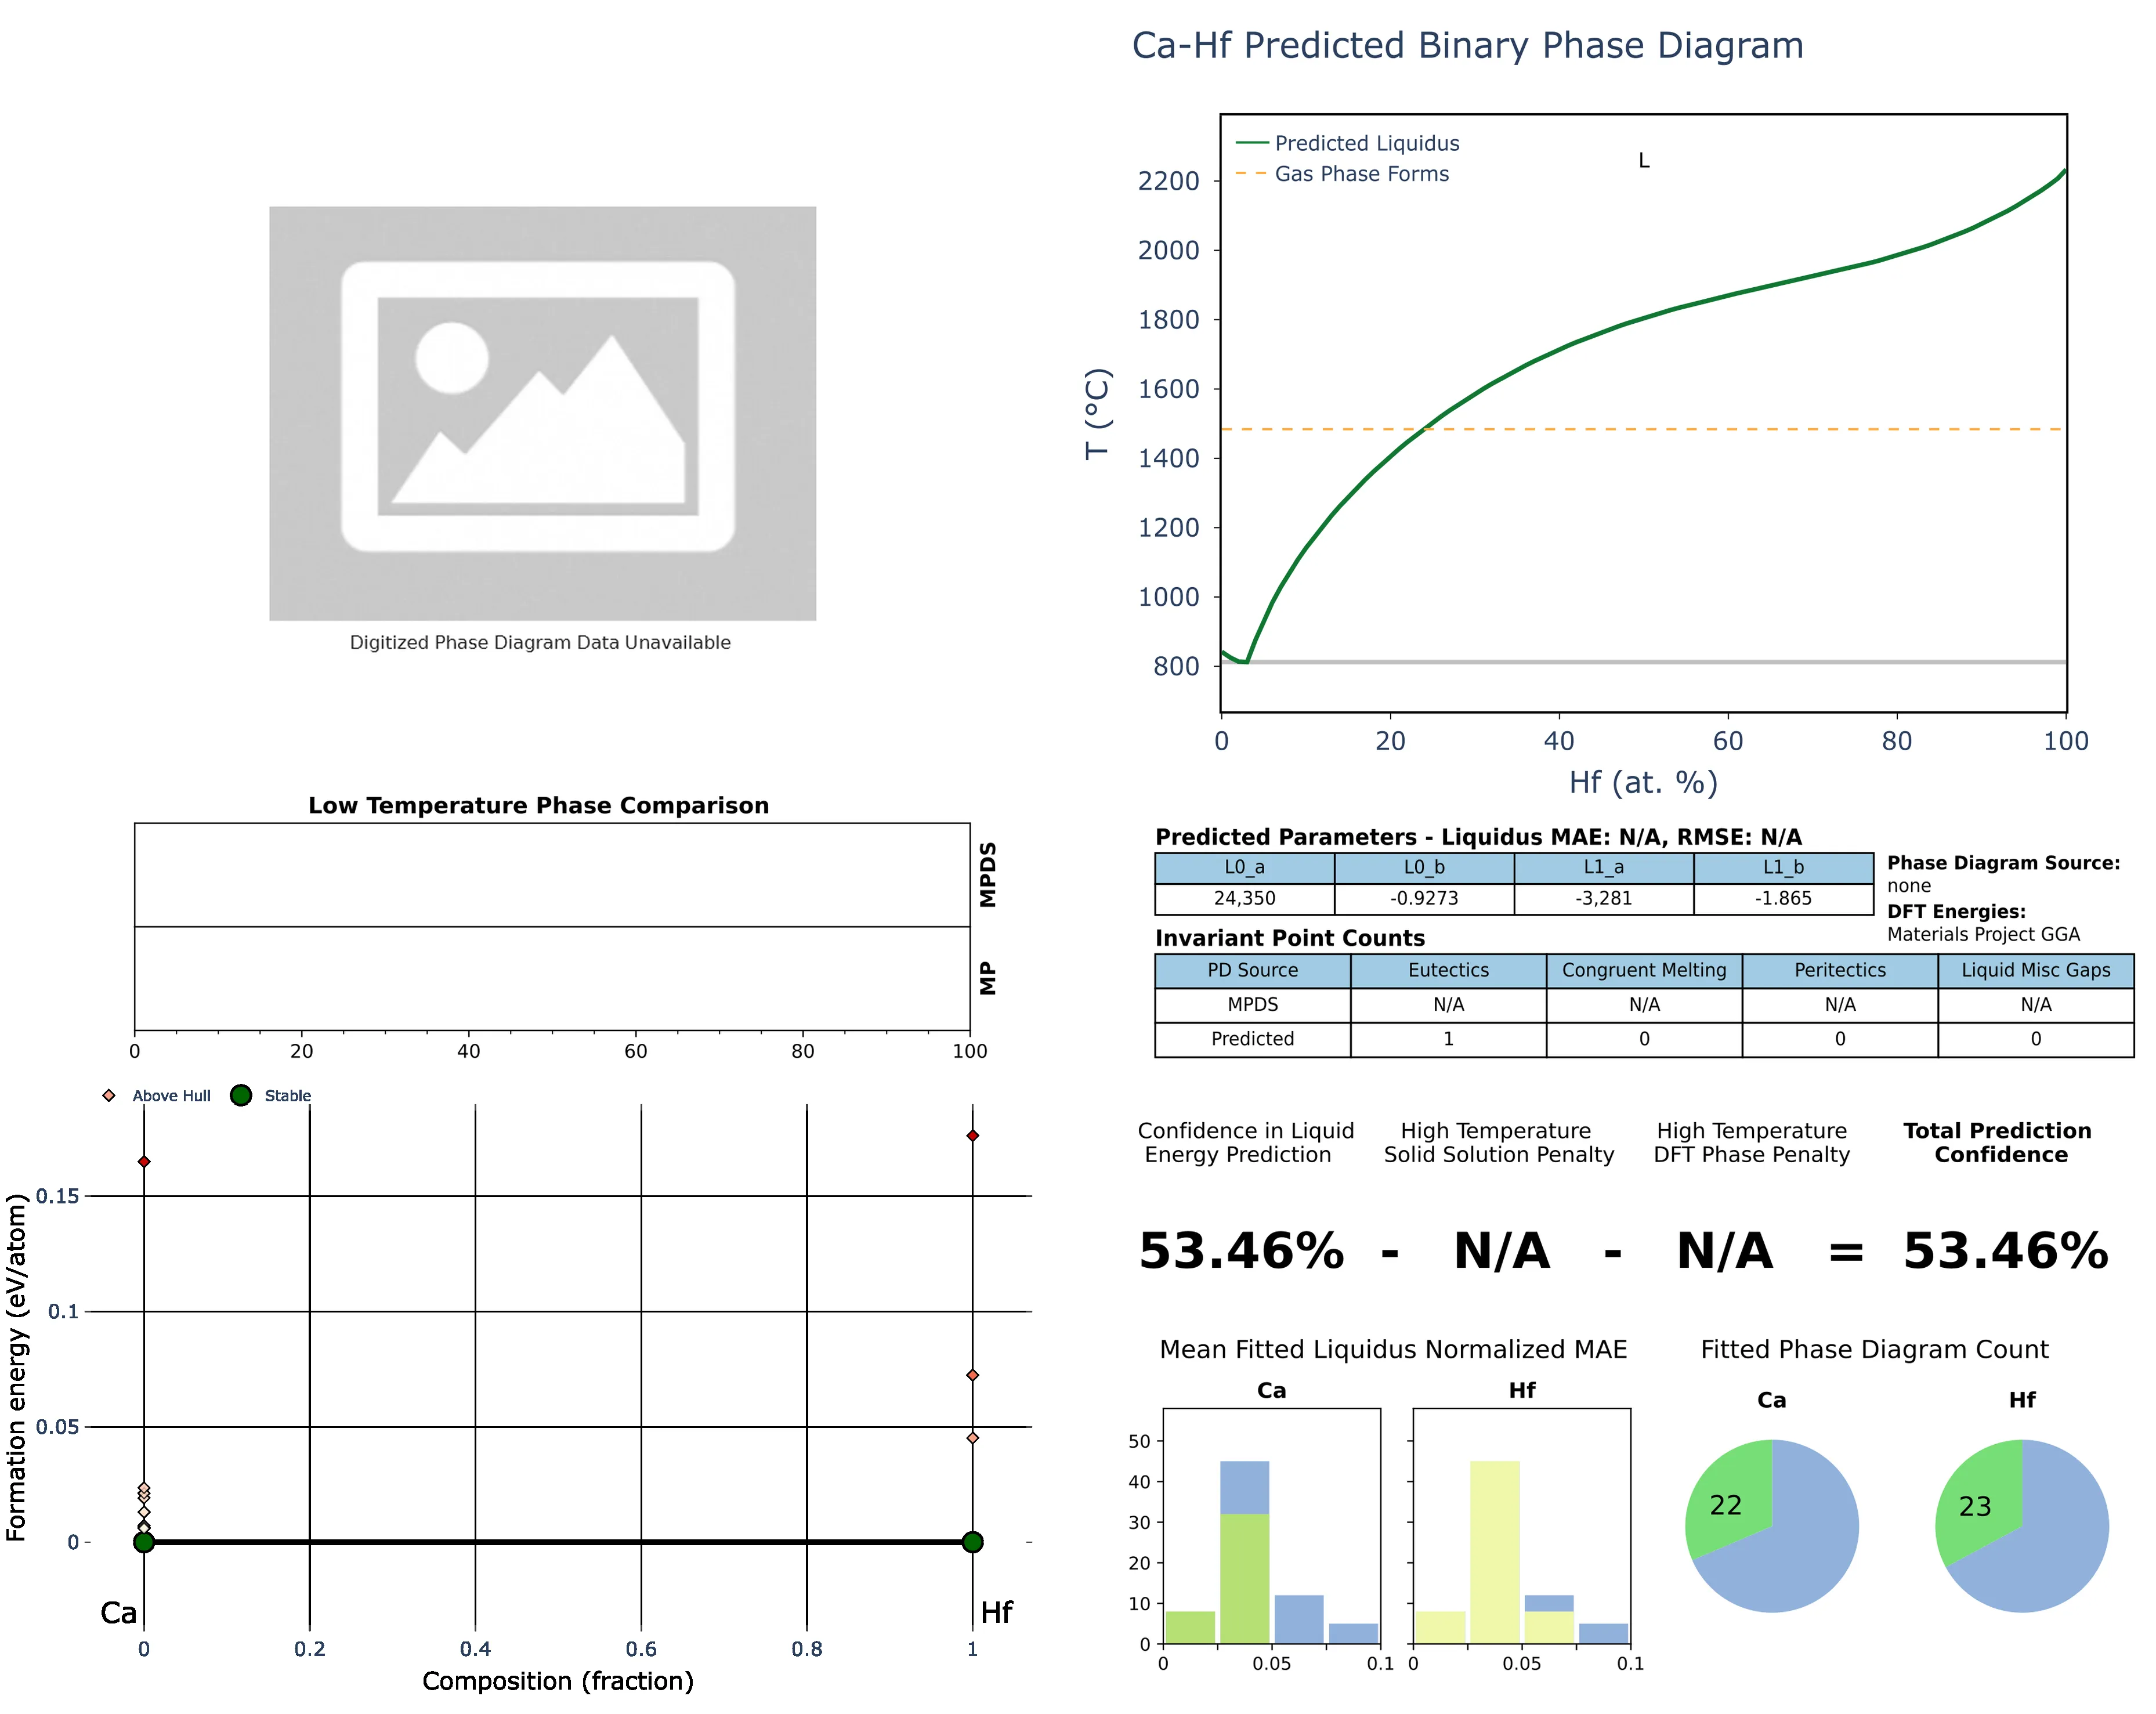 Ca-Hf Predicted Binary Phase Diagram
Predicted Liquidus
Gas Phase Forms
L
2200
2000
1800
1600
1400
1200
1000
800
T (°C)
0 20 40 60 80 100
Hf (at. %)
Digitized Phase Diagram Data Unavailable
Low Temperature Phase Comparison
MPDS
MP
0 20 40 60 80 100
Predicted Parameters - Liquidus MAE: N/A, RMSE: N/A
L0_a L0_b L1_a L1_b
24,350 -0.9273 -3,281 -1.865
Phase Diagram Source:
none
DFT Energies:
Materials Project GGA
Invariant Point Counts
PD Source Eutectics Congruent Melting Peritectics Liquid Misc Gaps
MPDS N/A N/A N/A N/A
Predicted 1 0 0 0
Above Hull Stable
0.15
0.1
0.05
0
Formation energy (eV/atom)
Ca Hf
0 0.2 0.4 0.6 0.8 1
Composition (fraction)
Confidence in Liquid
Energy Prediction
High Temperature
Solid Solution Penalty
High Temperature
DFT Phase Penalty
Total Prediction
Confidence
53.46% - N/A - N/A = 53.46%
Mean Fitted Liquidus Normalized MAE
Ca Hf
50
40
30
20
10
0
0 0.05 0.1 0 0.05 0.1
Fitted Phase Diagram Count
Ca Hf
22 23